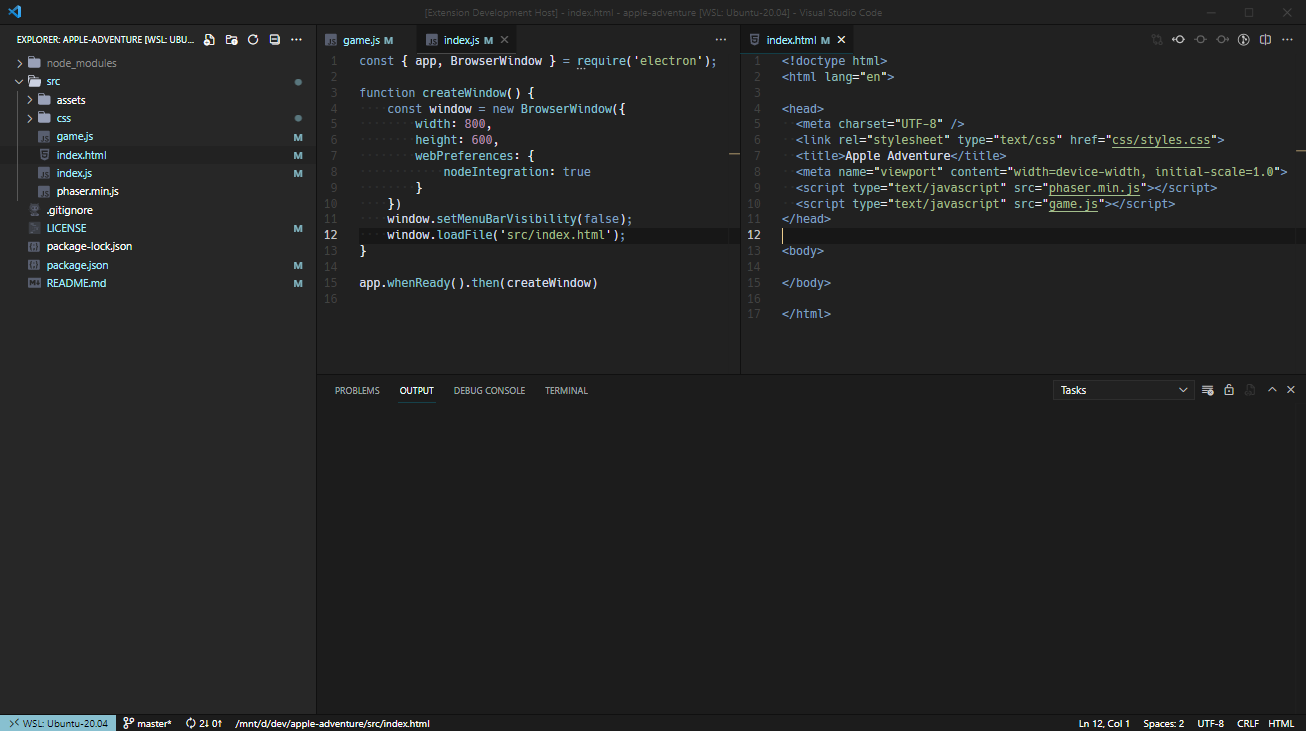 [Extension Development Host] - index.html - apple-adventure [WSL: Ubuntu-20.04] - Visual Studio Code
EXPLORER: APPLE-ADVENTURE [WSL: UBU...
node_modules
src
assets
css
game.js M
index.html M
index.js M
phaser.min.js
.gitignore
LICENSE M
package-lock.json
package.json M
README.md M
game.js M
index.js M
1 const { app, BrowserWindow } = require('electron');
2
3 function createWindow() {
4 const window = new BrowserWindow({
5 width: 800,
6 height: 600,
7 webPreferences: {
8 nodeIntegration: true
9 }
10 })
11 window.setMenuBarVisibility(false);
12 window.loadFile('src/index.html');
13 }
14
15 app.whenReady().then(createWindow)
16
index.html M
1 <!doctype html>
2 <html lang="en">
3
4 <head>
5 <meta charset="UTF-8" />
6 <link rel="stylesheet" type="text/css" href="css/styles.css">
7 <title>Apple Adventure</title>
8 <meta name="viewport" content="width=device-width, initial-scale=1.0">
9 <script type="text/javascript" src="phaser.min.js"></script>
10 <script type="text/javascript" src="game.js"></script>
11 </head>
12
13 <body>
14
15 </body>
16
17 </html>
PROBLEMS OUTPUT DEBUG CONSOLE TERMINAL
Tasks
WSL: Ubuntu-20.04 master* 2↓ 0↑ /mnt/d/dev/apple-adventure/src/index.html
Ln 12, Col 1 Spaces: 2 UTF-8 CRLF HTML